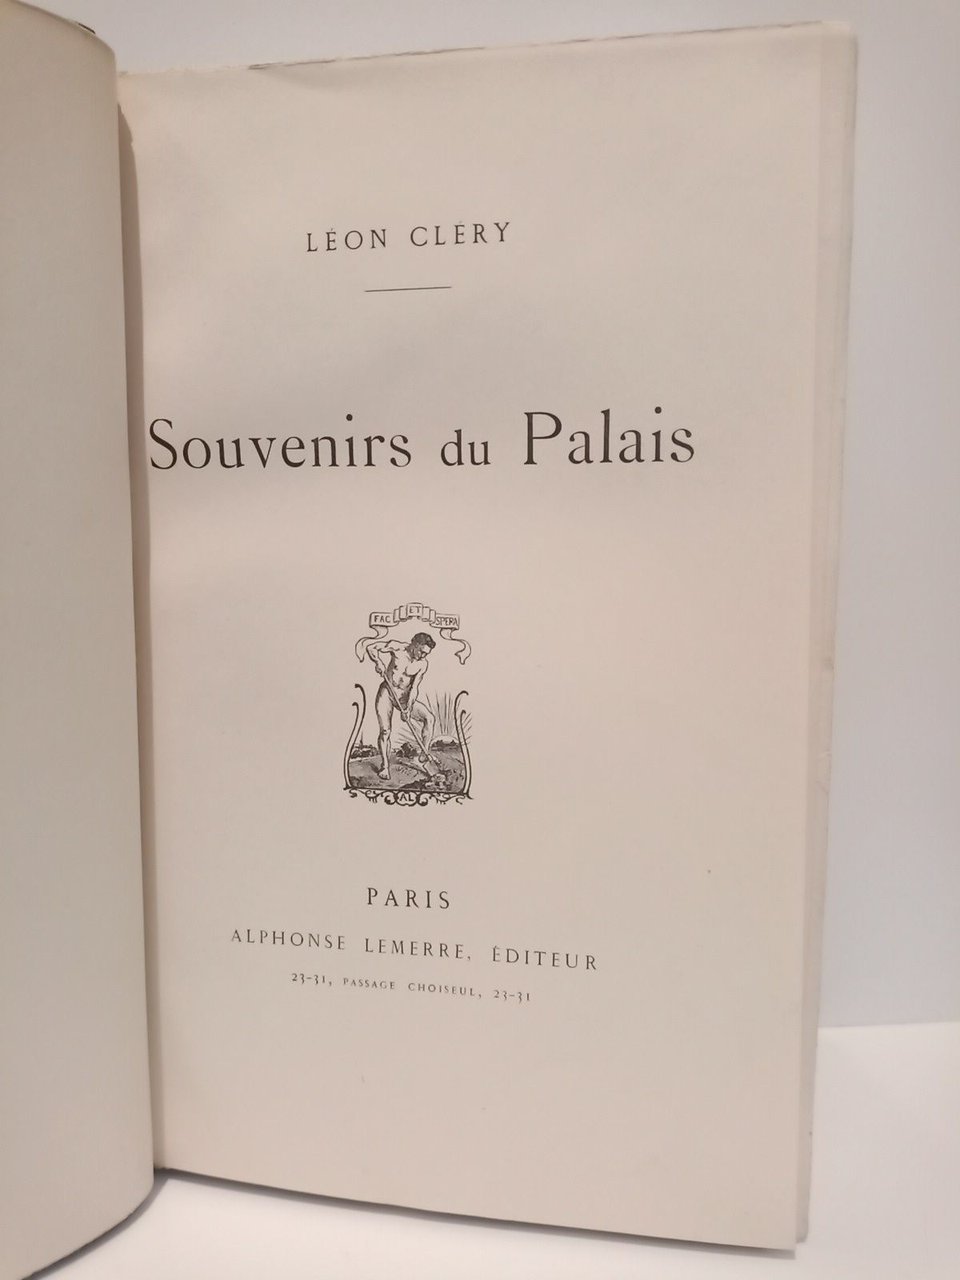 LÉON CLÉRY
Souvenirs du Palais
FAC ET SPERA
AL
PARIS
ALPHONSE LEMERRE, ÉDITEUR
23-31, PASSAGE CHOISEUL, 23-31